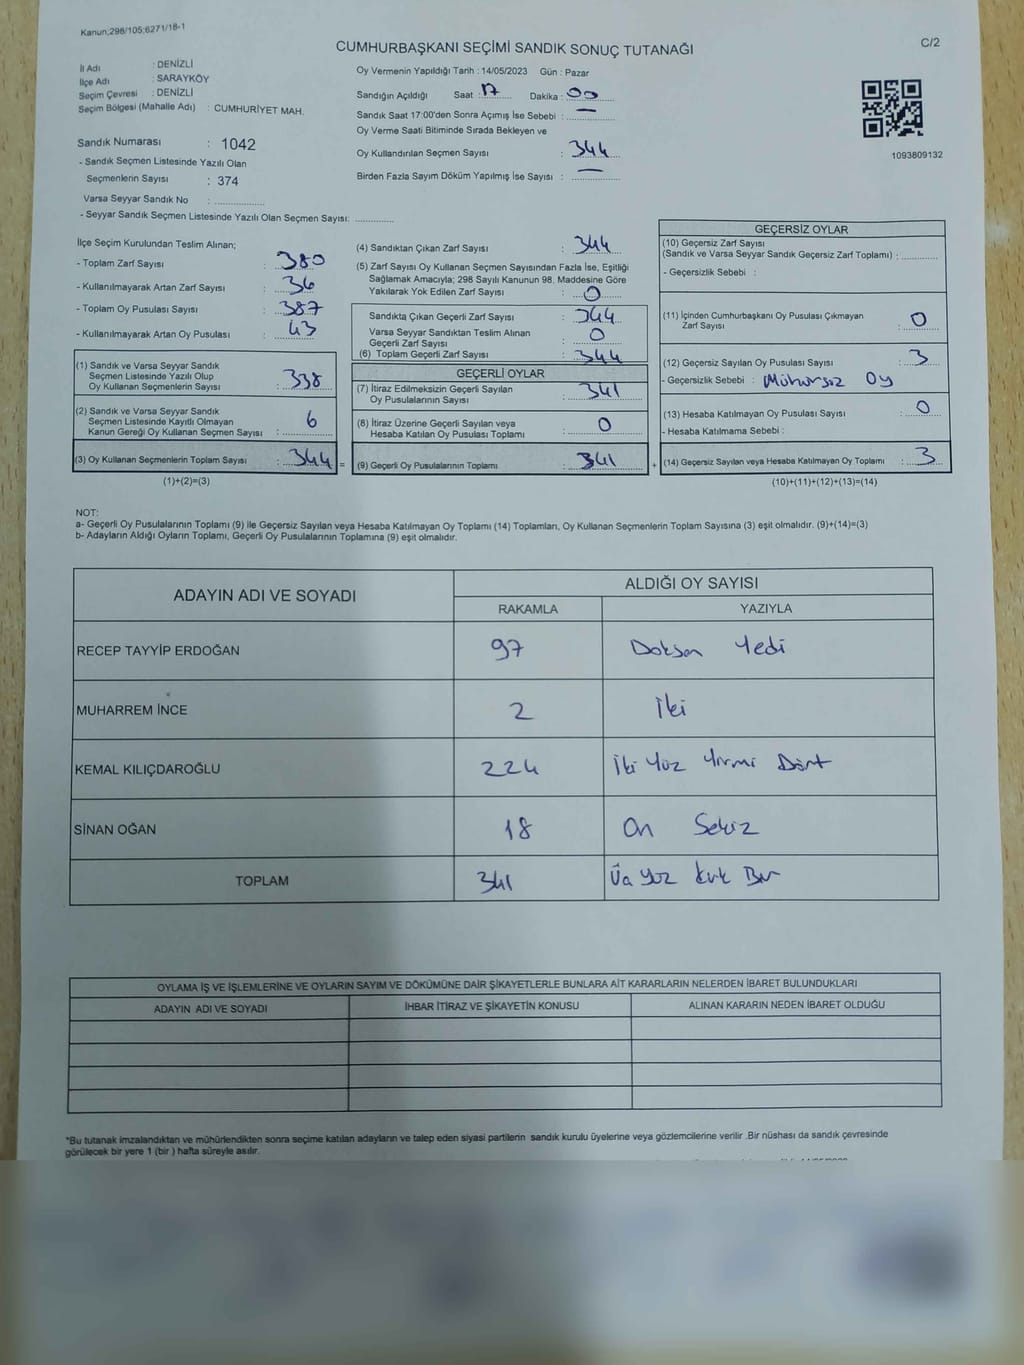 Kanun;298/105;6271/18-1
CUMHURBAŞKANI SEÇİMİ SANDIK SONUÇ TUTANAĞI
C/2
İl Adı : DENİZLİ
İlçe Adı : SARAYKÖY
Seçim Çevresi : DENİZLİ
Seçim Bölgesi (Mahalle Adı) : CUMHURİYET MAH.
Sandık Numarası : 1042
- Sandık Seçmen Listesinde Yazılı Olan
Seçmenlerin Sayısı : 374
Varsa Seyyar Sandık No : ................
- Seyyar Sandık Seçmen Listesinde Yazılı Olan Seçmen Sayısı: ............
Oy Vermenin Yapıldığı Tarih : 14/05/2023 Gün : Pazar
Sandığın Açıldığı Saat : 17 Dakika : 00
Sandık Saat 17:00'den Sonra Açımış İse Sebebi : —
Oy Verme Saati Bitiminde Sırada Bekleyen ve
Oy Kullandırılan Seçmen Sayısı : 344
Birden Fazla Sayım Döküm Yapılmış İse Sayısı : —
1093809132
İlçe Seçim Kurulundan Teslim Alınan;
- Toplam Zarf Sayısı : 380
- Kullanılmayarak Artan Zarf Sayısı : 36
- Toplam Oy Pusulası Sayısı : 387
- Kullanılmayarak Artan Oy Pusulası : 43
(1) Sandık ve Varsa Seyyar Sandık
Seçmen Listesinde Yazılı Olup
Oy Kullanan Seçmenlerin Sayısı : 338
(2) Sandık ve Varsa Seyyar Sandık
Seçmen Listesinde Kayıtlı Olmayan
Kanun Gereği Oy Kullanan Seçmen Sayısı : 6
(3) Oy Kullanan Seçmenlerin Toplam Sayısı : 344 =
(1)+(2)=(3)
(4) Sandıktan Çıkan Zarf Sayısı : 344
(5) Zarf Sayısı Oy Kullanan Seçmen Sayısından Fazla İse, Eşitliği
Sağlamak Amacıyla; 298 Sayılı Kanunun 98. Maddesine Göre
Yakılarak Yok Edilen Zarf Sayısı : 0
Sandıkta Çıkan Geçerli Zarf Sayısı : 344
Varsa Seyyar Sandıktan Teslim Alınan
Geçerli Zarf Sayısı : 0
(6) Toplam Geçerli Zarf Sayısı : 344
GEÇERLİ OYLAR
(7) İtiraz Edilmeksizin Geçerli Sayılan
Oy Pusulalarının Sayısı : 341
(8) İtiraz Üzerine Geçerli Sayılan veya
Hesaba Katılan Oy Pusulası Toplamı : 0
(9) Geçerli Oy Pusulalarının Toplamı : 341 +
GEÇERSİZ OYLAR
(10) Geçersiz Zarf Sayısı
(Sandık ve Varsa Seyyar Sandık Geçersiz Zarf Toplamı) : ............
- Geçersizlik Sebebi :
(11) İçinden Cumhurbaşkanı Oy Pusulası Çıkmayan
Zarf Sayısı : 0
(12) Geçersiz Sayılan Oy Pusulası Sayısı : 3
- Geçersizlik Sebebi : Mühürsüz Oy
(13) Hesaba Katılmayan Oy Pusulası Sayısı : 0
- Hesaba Katılmama Sebebi :
(14) Geçersiz Sayılan veya Hesaba Katılmayan Oy Toplamı : 3
(10)+(11)+(12)+(13)=(14)
NOT:
a- Geçerli Oy Pusulalarının Toplamı (9) ile Geçersiz Sayılan veya Hesaba Katılmayan Oy Toplamı (14) Toplamları, Oy Kullanan Seçmenlerin Toplam Sayısına (3) eşit olmalıdır. (9)+(14)=(3)
b- Adayların Aldığı Oyların Toplamı, Geçerli Oy Pusulalarının Toplamına (9) eşit olmalıdır.
ADAYIN ADI VE SOYADI
ALDIĞI OY SAYISI
RAKAMLA YAZIYLA
RECEP TAYYİP ERDOĞAN 97 Doksan Yedi
MUHARREM İNCE 2 İki
KEMAL KILIÇDAROĞLU 224 İki Yüz Yirmi Dört
SİNAN OĞAN 18 On Sekiz
TOPLAM 341 Üç Yüz Kırk Bir
OYLAMA İŞ VE İŞLEMLERİNE VE OYLARIN SAYIM VE DÖKÜMÜNE DAİR ŞİKAYETLERLE BUNLARA AİT KARARLARIN NELERDEN İBARET BULUNDUKLARI
ADAYIN ADI VE SOYADI İHBAR İTİRAZ VE ŞİKAYETİN KONUSU ALINAN KARARIN NEDEN İBARET OLDUĞU
*Bu tutanak imzalandıktan ve mühürlendikten sonra seçime katılan adayların ve talep eden siyasi partilerin sandık kurulu üyelerine veya gözlemcilerine verilir .Bir nüshası da sandık çevresinde
görülecek bir yere 1 (bir ) hafta süreyle asılır.